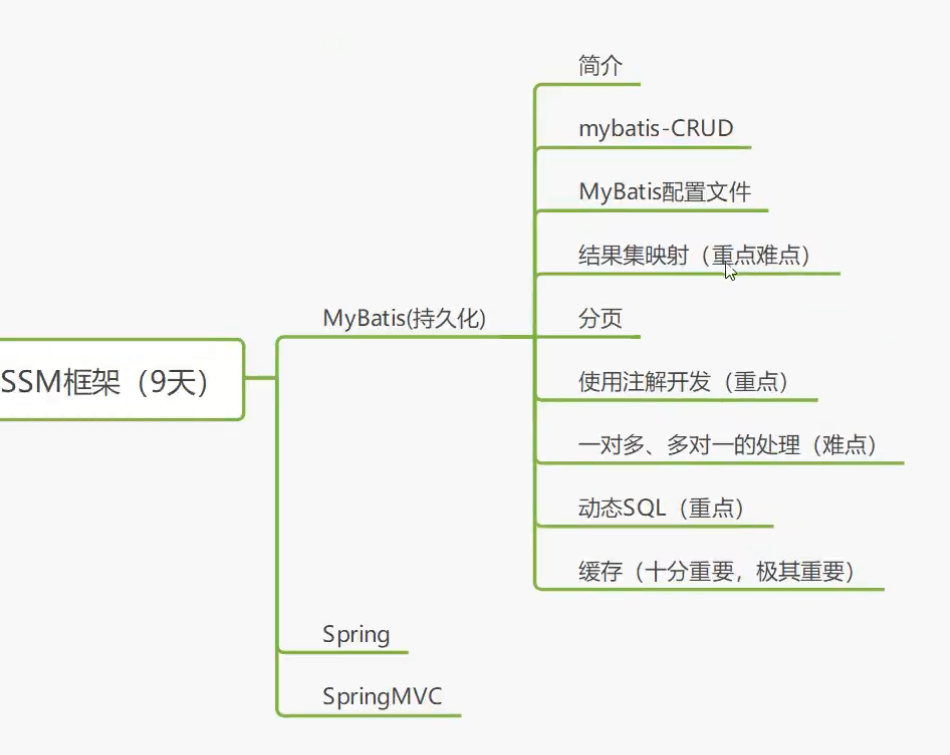 SSM框架（9天）
MyBatis(持久化)
简介
mybatis-CRUD
MyBatis配置文件
结果集映射（重点难点）
分页
使用注解开发（重点）
一对多、多对一的处理（难点）
动态SQL（重点）
缓存（十分重要，极其重要）
Spring
SpringMVC